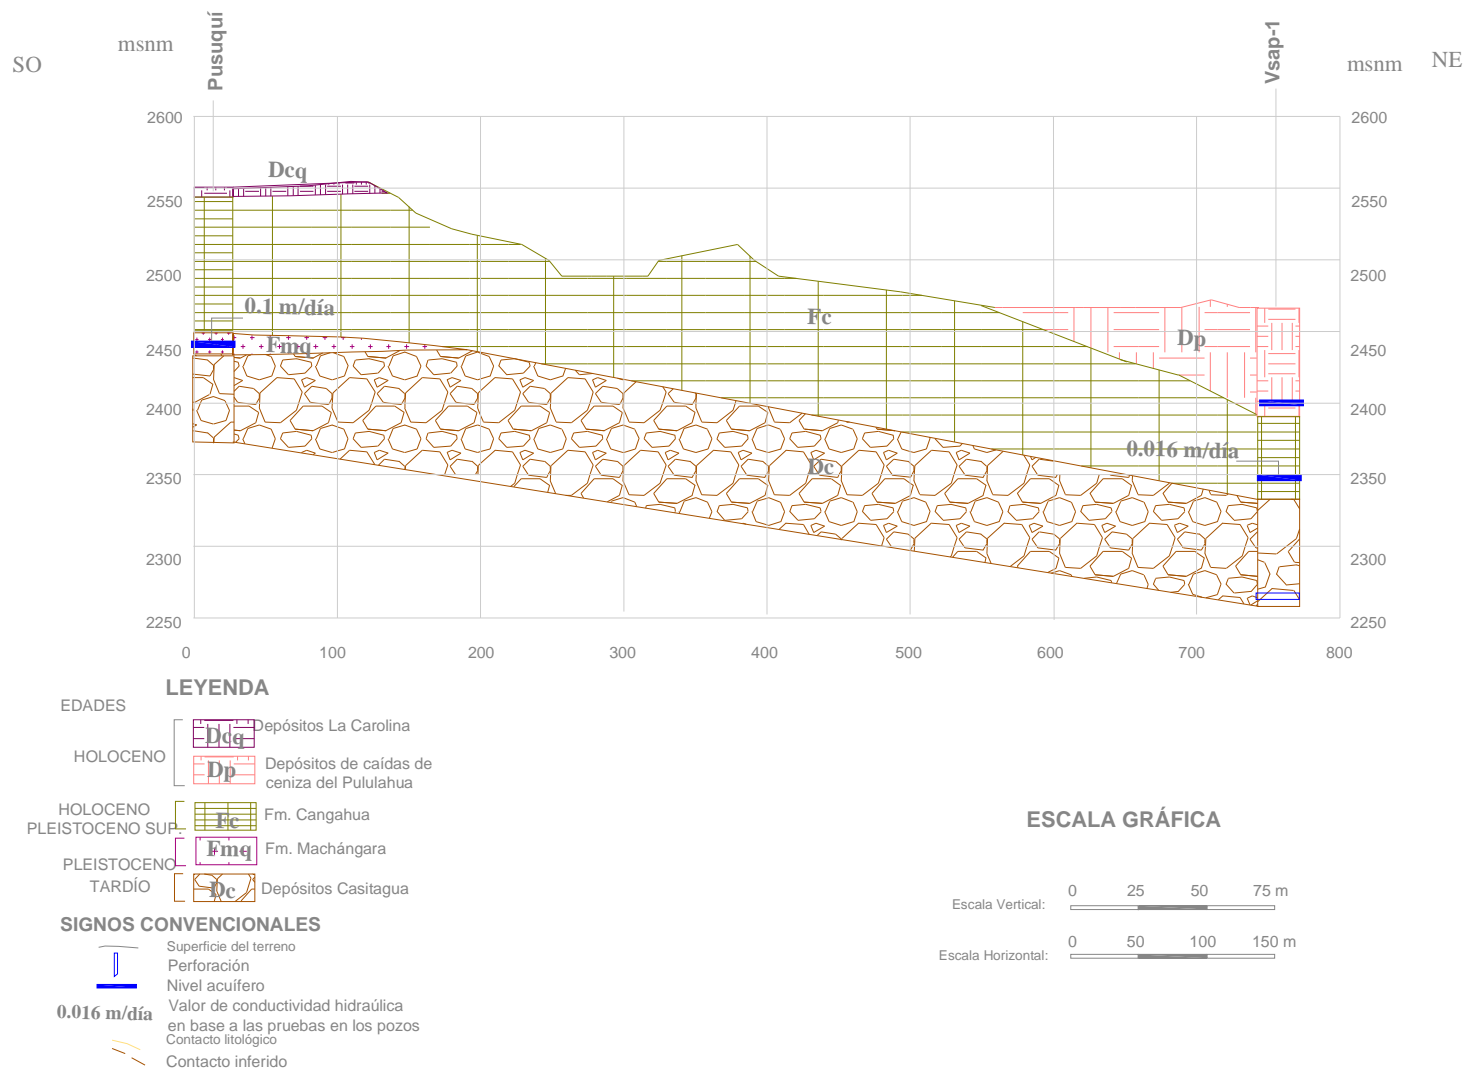 SO
msnm
Pusuquí
Vsap-1
msnm
NE
2600
2550
2500
2450
2400
2350
2300
2250
2600
2550
2500
2450
2400
2350
2300
2250
Dcq
0.1 m/día
Fmq
Fc
Dp
0.016 m/día
Dc
0 100 200 300 400 500 600 700 800
LEYENDA
EDADES
HOLOCENO
Dcq Depósitos La Carolina
Dp Depósitos de caídas de
ceniza del Pululahua
HOLOCENO
PLEISTOCENO SUP.
Fc Fm. Cangahua
Fmq Fm. Machángara
PLEISTOCENO
TARDÍO
Dc Depósitos Casitagua
SIGNOS CONVENCIONALES
Superficie del terreno
Perforación
Nivel acuífero
0.016 m/día Valor de conductividad hidraúlica
en base a las pruebas en los pozos
Contacto litológico
Contacto inferido
ESCALA GRÁFICA
0 25 50 75 m
Escala Vertical:
0 50 100 150 m
Escala Horizontal: